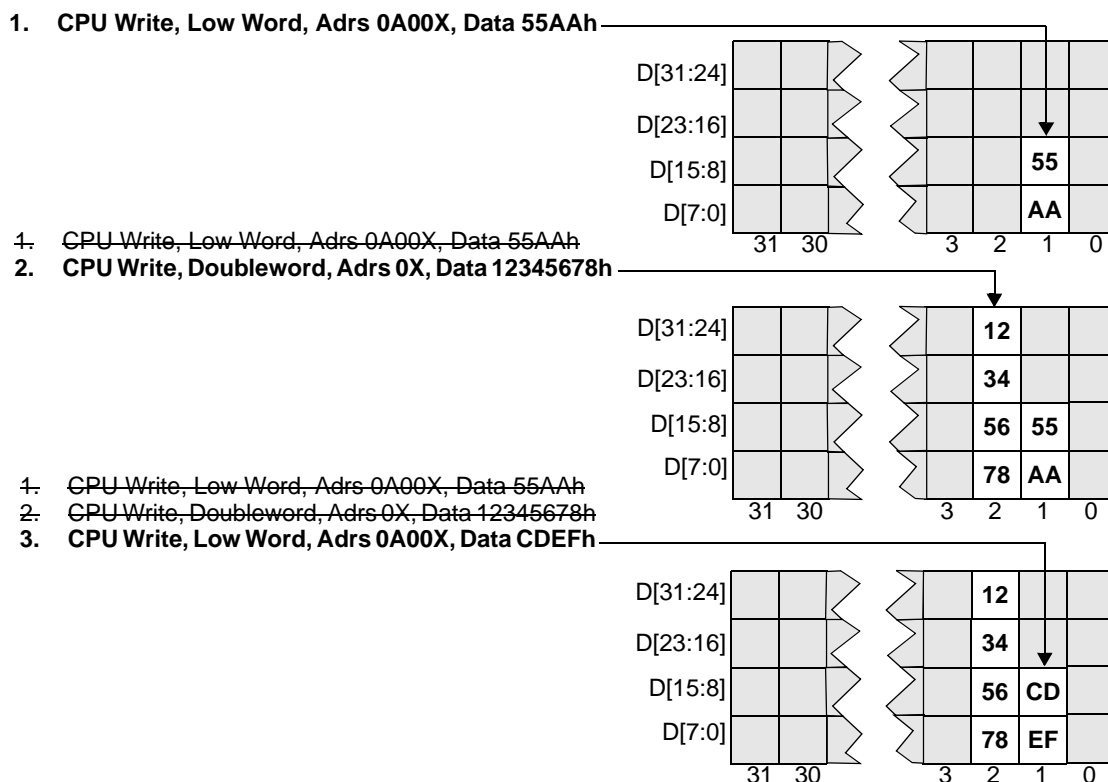 1. CPU Write, Low Word, Adrs 0A00X, Data 55AAh
D[31:24]
D[23:16]
D[15:8] 55
D[7:0] AA
31 30 3 2 1 0
1. CPU Write, Low Word, Adrs 0A00X, Data 55AAh
2. CPU Write, Doubleword, Adrs 0X, Data 12345678h
D[31:24] 12
D[23:16] 34
D[15:8] 56 55
D[7:0] 78 AA
31 30 3 2 1 0
1. CPU Write, Low Word, Adrs 0A00X, Data 55AAh
2. CPU Write, Doubleword, Adrs 0X, Data 12345678h
3. CPU Write, Low Word, Adrs 0A00X, Data CDEFh
D[31:24] 12
D[23:16] 34
D[15:8] 56 CD
D[7:0] 78 EF
31 30 3 2 1 0